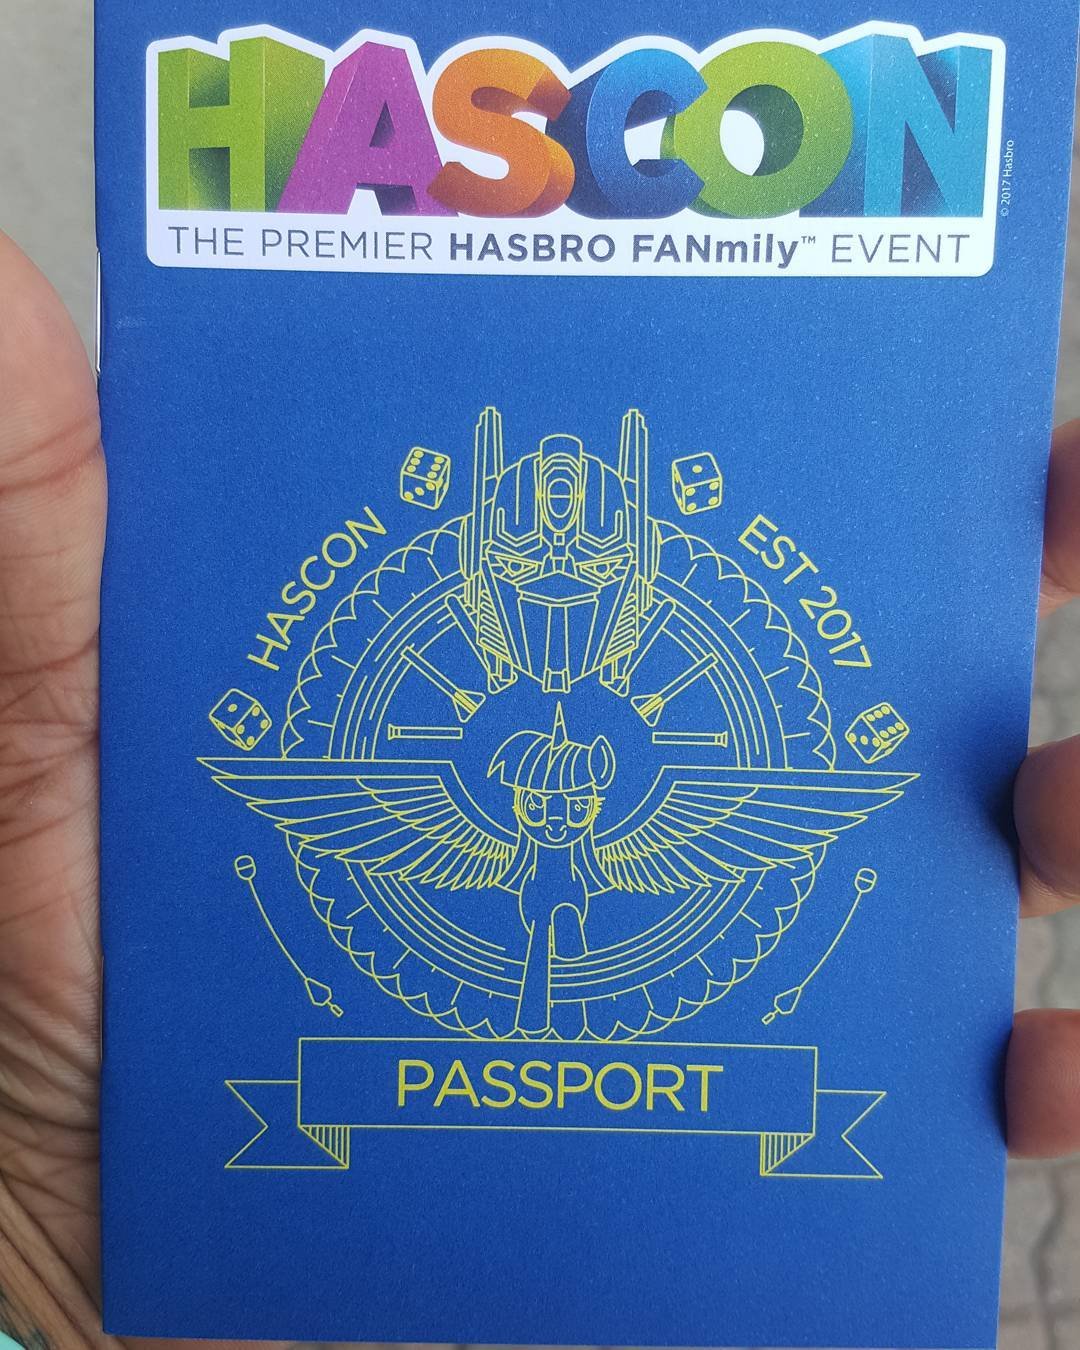 HASCON
THE PREMIER HASBRO FANmily™ EVENT
© 2017 Hasbro
HASCON
EST 2017
PASSPORT